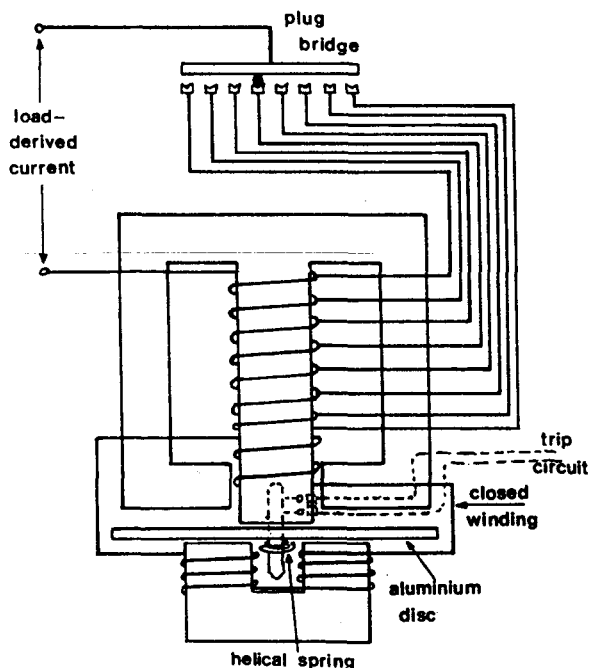 plug
bridge
load-
derived
current
trip
circuit
closed
winding
aluminium
disc
helical spring